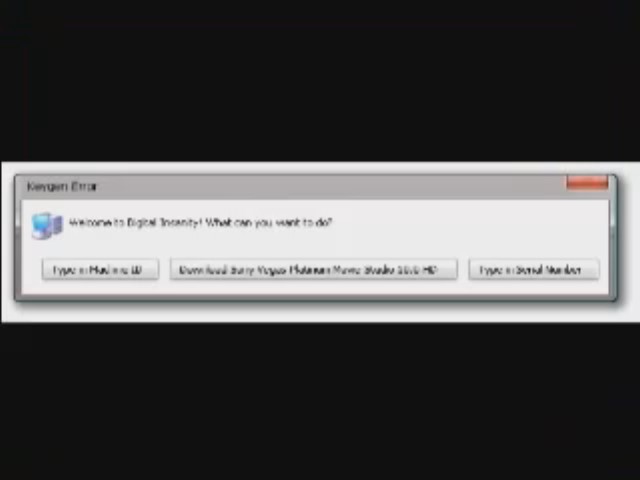 Keygen Error
Welcome to Digital Insanity! What can you want to do?
Type in Machine ID
Download Sony Vegas Platinum Movie Studio 10.0 HD
Type in Serial Number